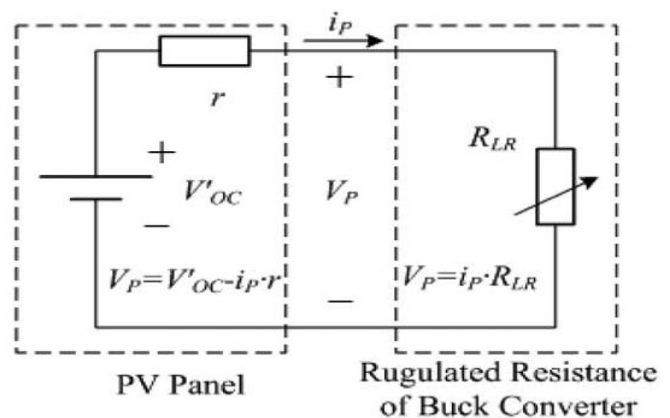 i_P
r
+
+
R_LR
V'_OC
V_P
−
V_P=V'_OC-i_P·r
V_P=i_P·R_LR
−
PV Panel
Rugulated Resistance
of Buck Converter